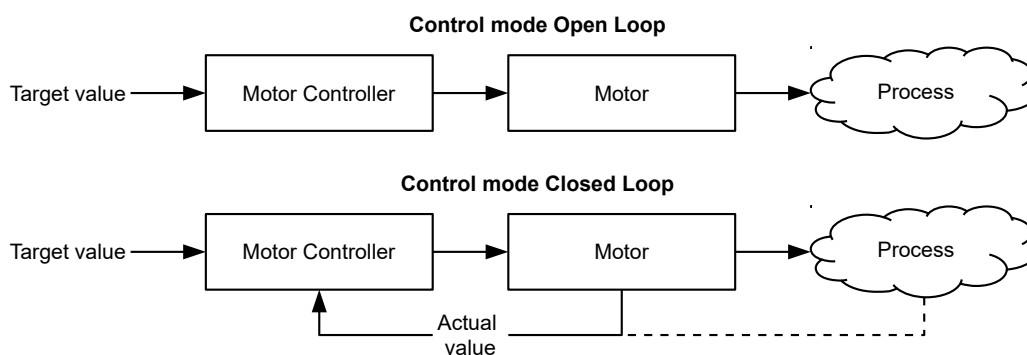 Control mode Open Loop
Target value
Motor Controller
Motor
Process
Control mode Closed Loop
Target value
Motor Controller
Motor
Process
Actual
value